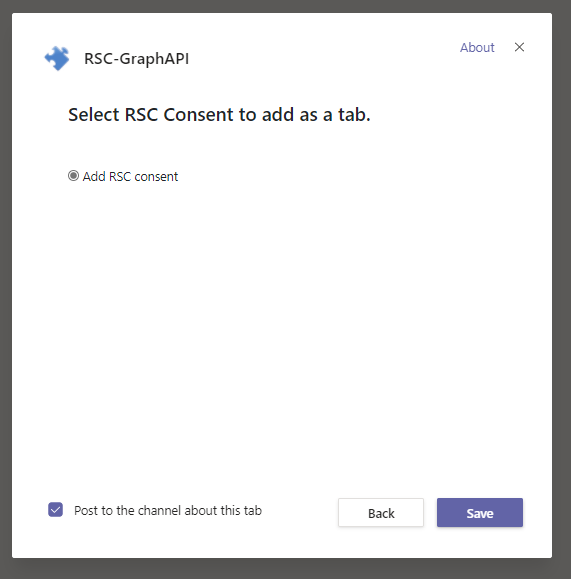 RSC-GraphAPI
About
Select RSC Consent to add as a tab.
Add RSC consent
Post to the channel about this tab
Back
Save